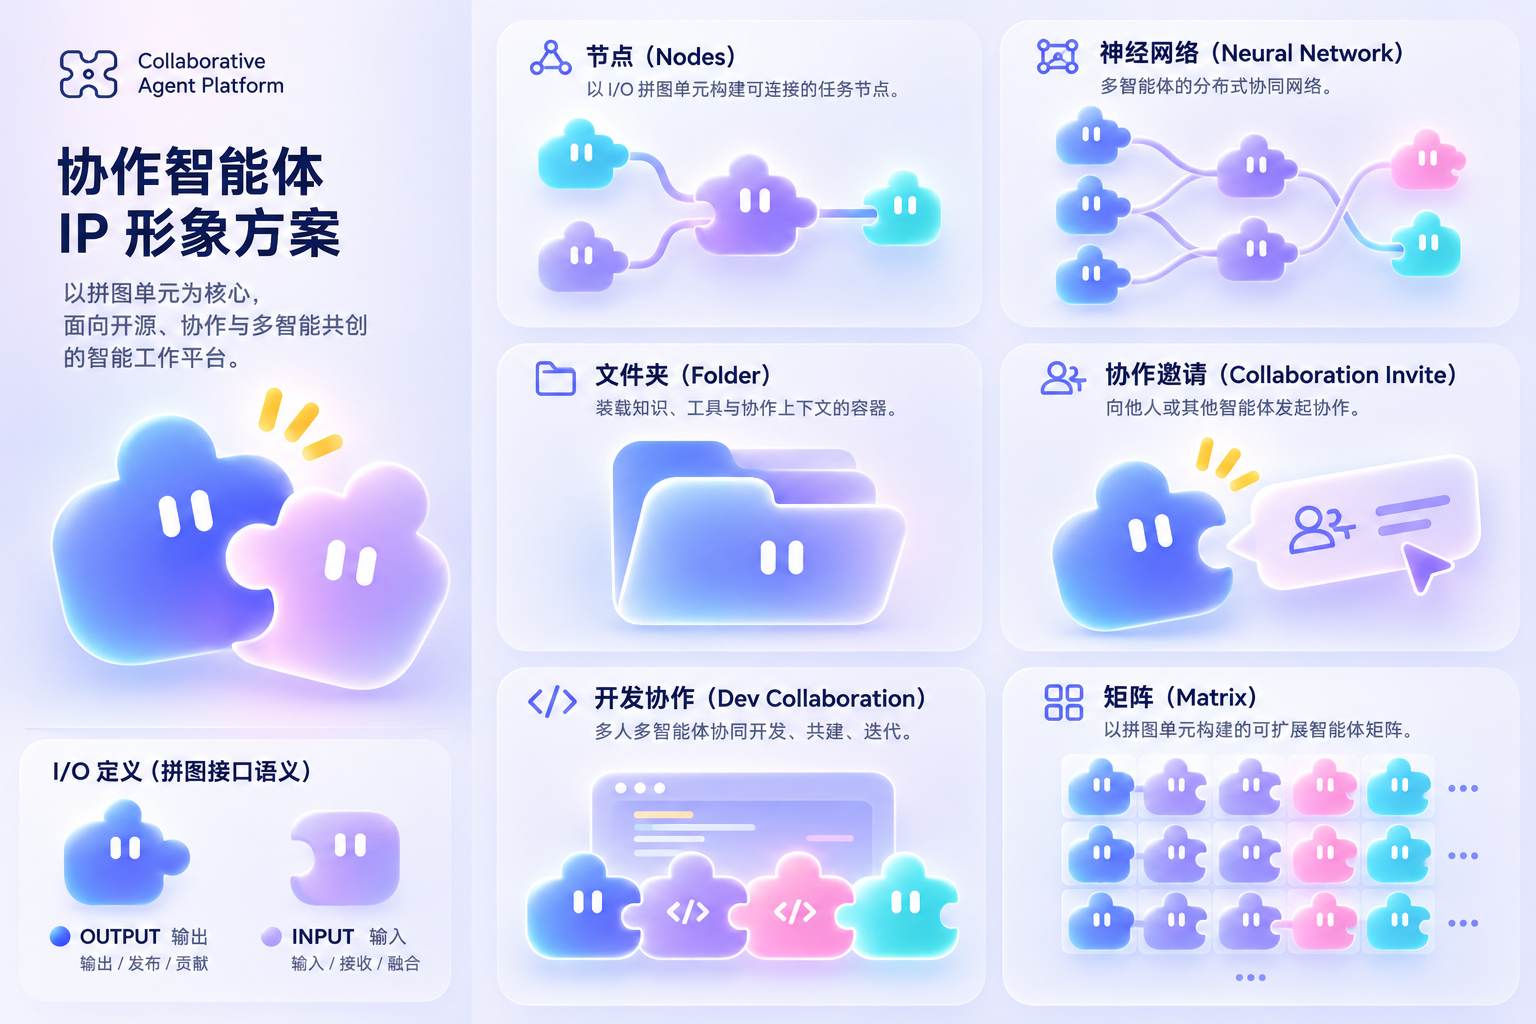 Collaborative
Agent Platform
协作智能体
IP 形象方案
以拼图单元为核心，
面向开源、协作与多智能共创
的智能工作平台。
I/O 定义（拼图接口语义）
OUTPUT 输出
输出 / 发布 / 贡献
INPUT 输入
输入 / 接收 / 融合
节点（Nodes）
以 I/O 拼图单元构建可连接的任务节点。
神经网络（Neural Network）
多智能体的分布式协同网络。
文件夹（Folder）
装载知识、工具与协作上下文的容器。
协作邀请（Collaboration Invite）
向他人或其他智能体发起协作。
开发协作（Dev Collaboration）
多人多智能体协同开发、共建、迭代。
</> </>
矩阵（Matrix）
以拼图单元构建的可扩展智能体矩阵。